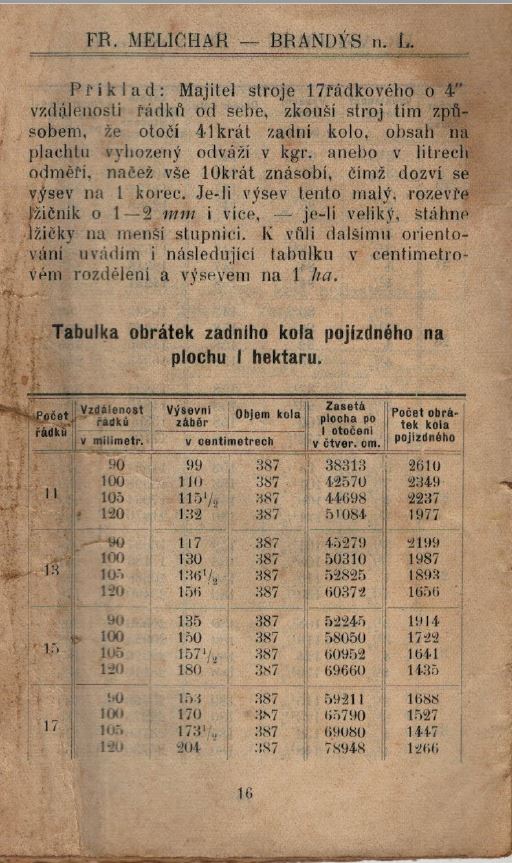 FR. MELICHAR — BRANDÝS n. L.
Příklad: Majitel stroje 17řádkového o 4"
vzdálenosti řádků od sebe, zkouší stroj tím způ-
sobem, že otočí 41krát zadní kolo, obsah na
plachtu vyhozený odváží v kgr. anebo v litrech
odměří, načež vše 10krát znásobí, čímž dozví se
výsev na 1 korec. Je-li výsev tento malý, rozevře
lžičník o 1—2 mm i více, — je-li veliký, stáhne
lžičky na menší stupnici. K vůli dalšímu oriento-
vání uvádím i následující tabulku v centimetro-
vém rozdělení a výsevem na 1 ha.
Tabulka obrátek zadního kola pojízdného na
plochu 1 hektaru.
Počet řádků | Vzdálenost řádků v milimetr. | Výsevní záběr v centimetrech | Objem kola v centimetrech | Zasetá plocha po 1 otočení v čtver. cm. | Počet obrá-tek kola pojízdného
11 | 90 | 99 | 387 | 38313 | 2610
100 | 110 | 387 | 42570 | 2349
105 | 115½ | 387 | 44698 | 2237
120 | 132 | 387 | 51084 | 1977
13 | 90 | 117 | 387 | 45279 | 2199
100 | 130 | 387 | 50310 | 1987
105 | 136½ | 387 | 52825 | 1893
120 | 156 | 387 | 60372 | 1656
15 | 90 | 135 | 387 | 52245 | 1914
100 | 150 | 387 | 58050 | 1722
105 | 157½ | 387 | 60952 | 1641
120 | 180 | 387 | 69660 | 1435
17 | 90 | 153 | 387 | 59211 | 1688
100 | 170 | 387 | 65790 | 1527
105 | 173½ | 387 | 69080 | 1447
120 | 204 | 387 | 78948 | 1266
16